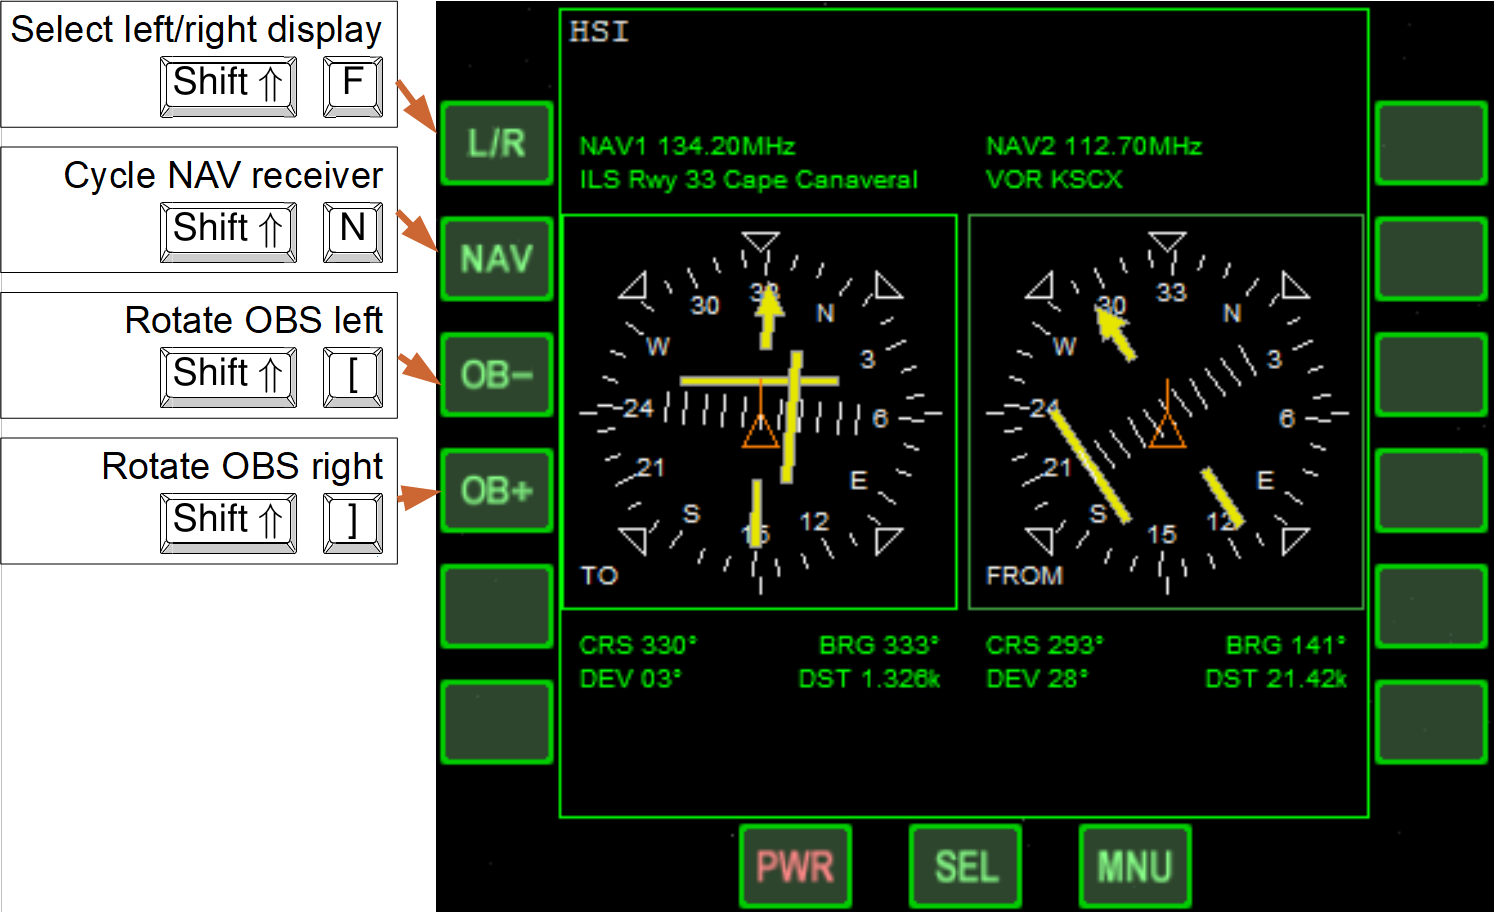 Select left/right display
Shift ⇑ F
Cycle NAV receiver
Shift ⇑ N
Rotate OBS left
Shift ⇑ [
Rotate OBS right
Shift ⇑ ]
L/R
NAV
OB-
OB+
HSI
NAV1 134.20MHz
ILS Rwy 33 Cape Canaveral
NAV2 112.70MHz
VOR KSCX
33
30
N
W
3
24
6
21
E
S
12
15
TO
33
30
N
W
3
24
6
21
E
S
12
15
FROM
CRS 330° BRG 333°
DEV 03° DST 1.326k
CRS 293° BRG 141°
DEV 28° DST 21.42k
PWR SEL MNU